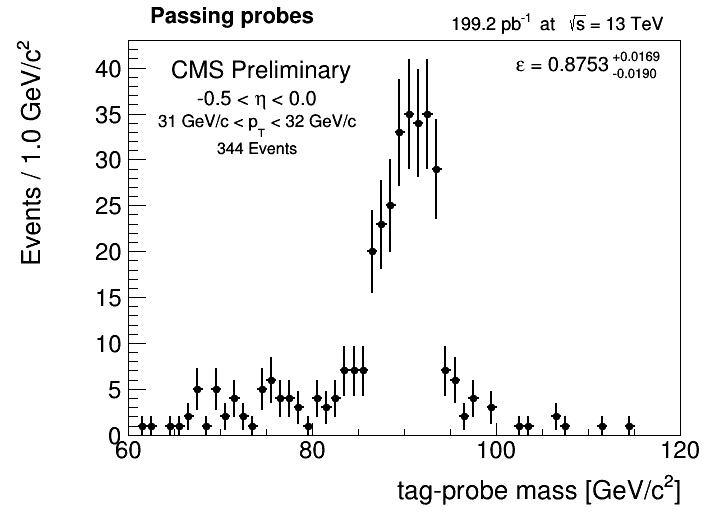 Passing probes
199.2 pb⁻¹ at √s = 13 TeV
CMS Preliminary
ε = 0.8753 +0.0169 -0.0190
-0.5 < η < 0.0
31 GeV/c < p_T < 32 GeV/c
344 Events
Events / 1.0 GeV/c²
40
35
30
25
20
15
10
5
0
60 80 100 120
tag-probe mass [GeV/c²]